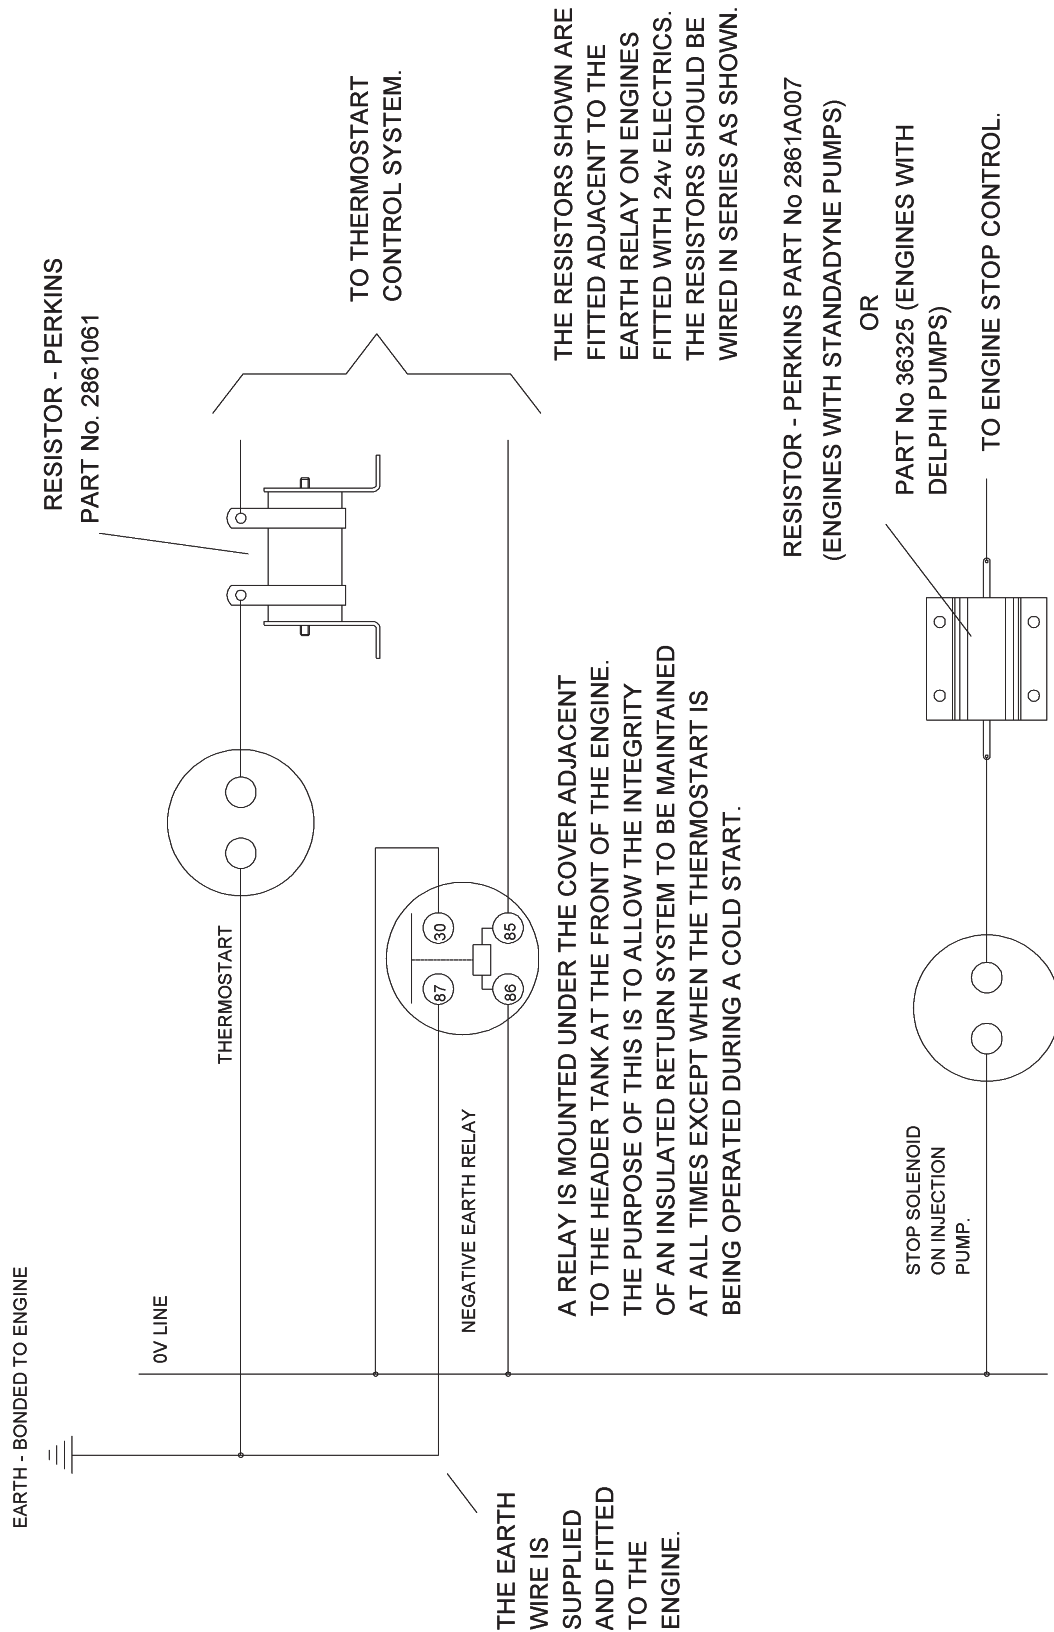 EARTH - BONDED TO ENGINE
0V LINE
THERMOSTART
RESISTOR - PERKINS
PART No. 2861061
TO THERMOSTART
CONTROL SYSTEM.
NEGATIVE EARTH RELAY
87
30
86
85
THE EARTH
WIRE IS
SUPPLIED
AND FITTED
TO THE
ENGINE.
A RELAY IS MOUNTED UNDER THE COVER ADJACENT
TO THE HEADER TANK AT THE FRONT OF THE ENGINE.
THE PURPOSE OF THIS IS TO ALLOW THE INTEGRITY
OF AN INSULATED RETURN SYSTEM TO BE MAINTAINED
AT ALL TIMES EXCEPT WHEN THE THERMOSTART IS
BEING OPERATED DURING A COLD START.
THE RESISTORS SHOWN ARE
FITTED ADJACENT TO THE
EARTH RELAY ON ENGINES
FITTED WITH 24v ELECTRICS.
THE RESISTORS SHOULD BE
WIRED IN SERIES AS SHOWN.
RESISTOR - PERKINS PART No 2861A007
(ENGINES WITH STANDADYNE PUMPS)
OR
PART No 36325 (ENGINES WITH
DELPHI PUMPS)
STOP SOLENOID
ON INJECTION
PUMP.
TO ENGINE STOP CONTROL.